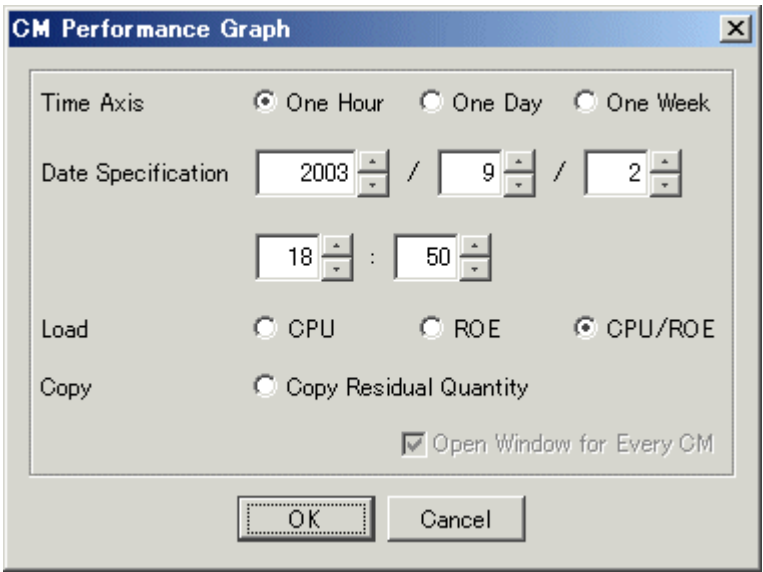 CM Performance Graph
Time Axis One Hour One Day One Week
Date Specification 2003 / 9 / 2
18 : 50
Load CPU ROE CPU/ROE
Copy Copy Residual Quantity
Open Window for Every CM
OK Cancel